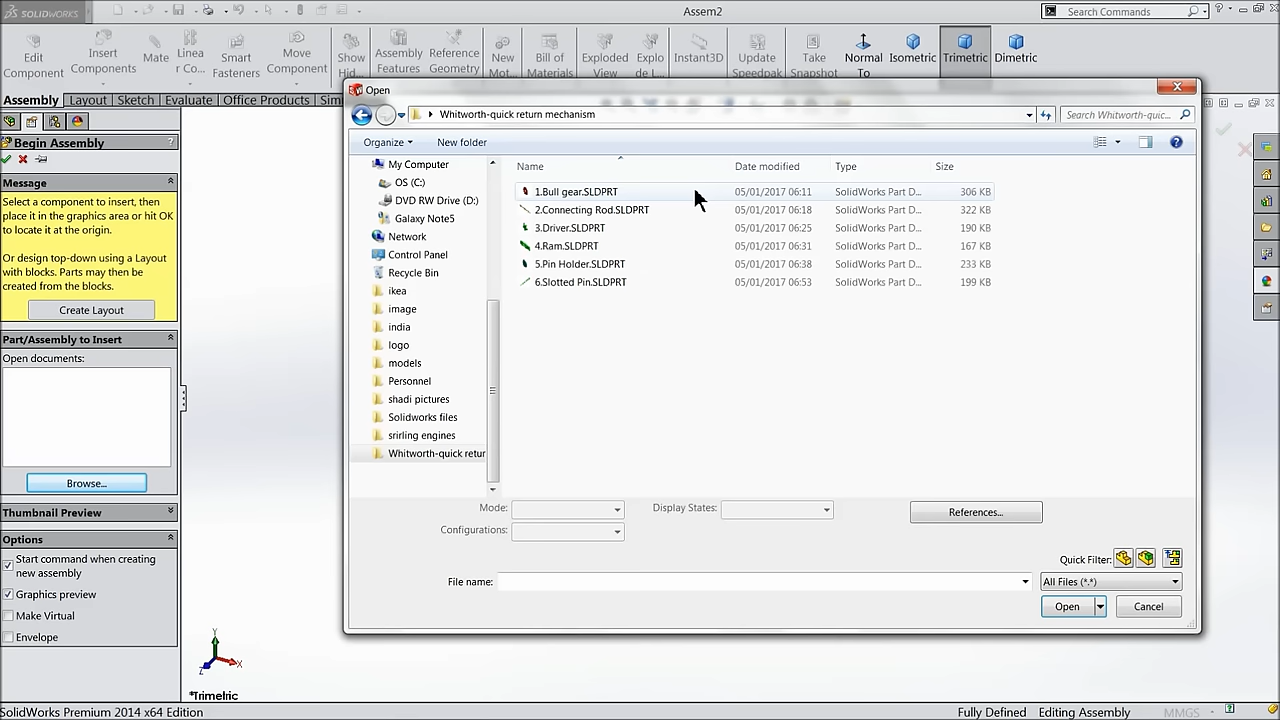 SOLIDWORKS
Assem2
Search Commands
Edit Component
Insert Components
Mate
Linea r Co...
Smart Fasteners
Move Component
Show Hid...
Assembly Features
Reference Geometry
New Mot...
Bill of Materials
Exploded View
Explo de L...
Instant3D
Update Speedpak
Take Snapshot
Normal To
Isometric
Trimetric
Dimetric
Assembly
Layout
Sketch
Evaluate
Office Products
Sim
Begin Assembly
?
Message
Select a component to insert, then
place it in the graphics area or hit OK
to locate it at the origin.
Or design top-down using a Layout
with blocks. Parts may then be
created from the blocks.
Create Layout
Part/Assembly to Insert
Open documents:
Browse...
Thumbnail Preview
Options
Start command when creating
new assembly
Graphics preview
Make Virtual
Envelope
Open
Whitworth-quick return mechanism
Search Whitworth-quic...
Organize
New folder
My Computer
OS (C:)
DVD RW Drive (D:)
Galaxy Note5
Network
Control Panel
Recycle Bin
ikea
image
india
logo
models
Personnel
shadi pictures
Solidworks files
srirling engines
Whitworth-quick retur
Name Date modified Type Size
1.Bull gear.SLDPRT 05/01/2017 06:11 SolidWorks Part D... 306 KB
2.Connecting Rod.SLDPRT 05/01/2017 06:18 SolidWorks Part D... 322 KB
3.Driver.SLDPRT 05/01/2017 06:25 SolidWorks Part D... 190 KB
4.Ram.SLDPRT 05/01/2017 06:31 SolidWorks Part D... 167 KB
5.Pin Holder.SLDPRT 05/01/2017 06:38 SolidWorks Part D... 233 KB
6.Slotted Pin.SLDPRT 05/01/2017 06:53 SolidWorks Part D... 199 KB
Mode:
Display States:
References...
Configurations:
Quick Filter:
File name:
All Files (*.*)
Open
Cancel
Y
X
Z
*Trimetric
SolidWorks Premium 2014 x64 Edition
Fully Defined
Editing Assembly
MMGS